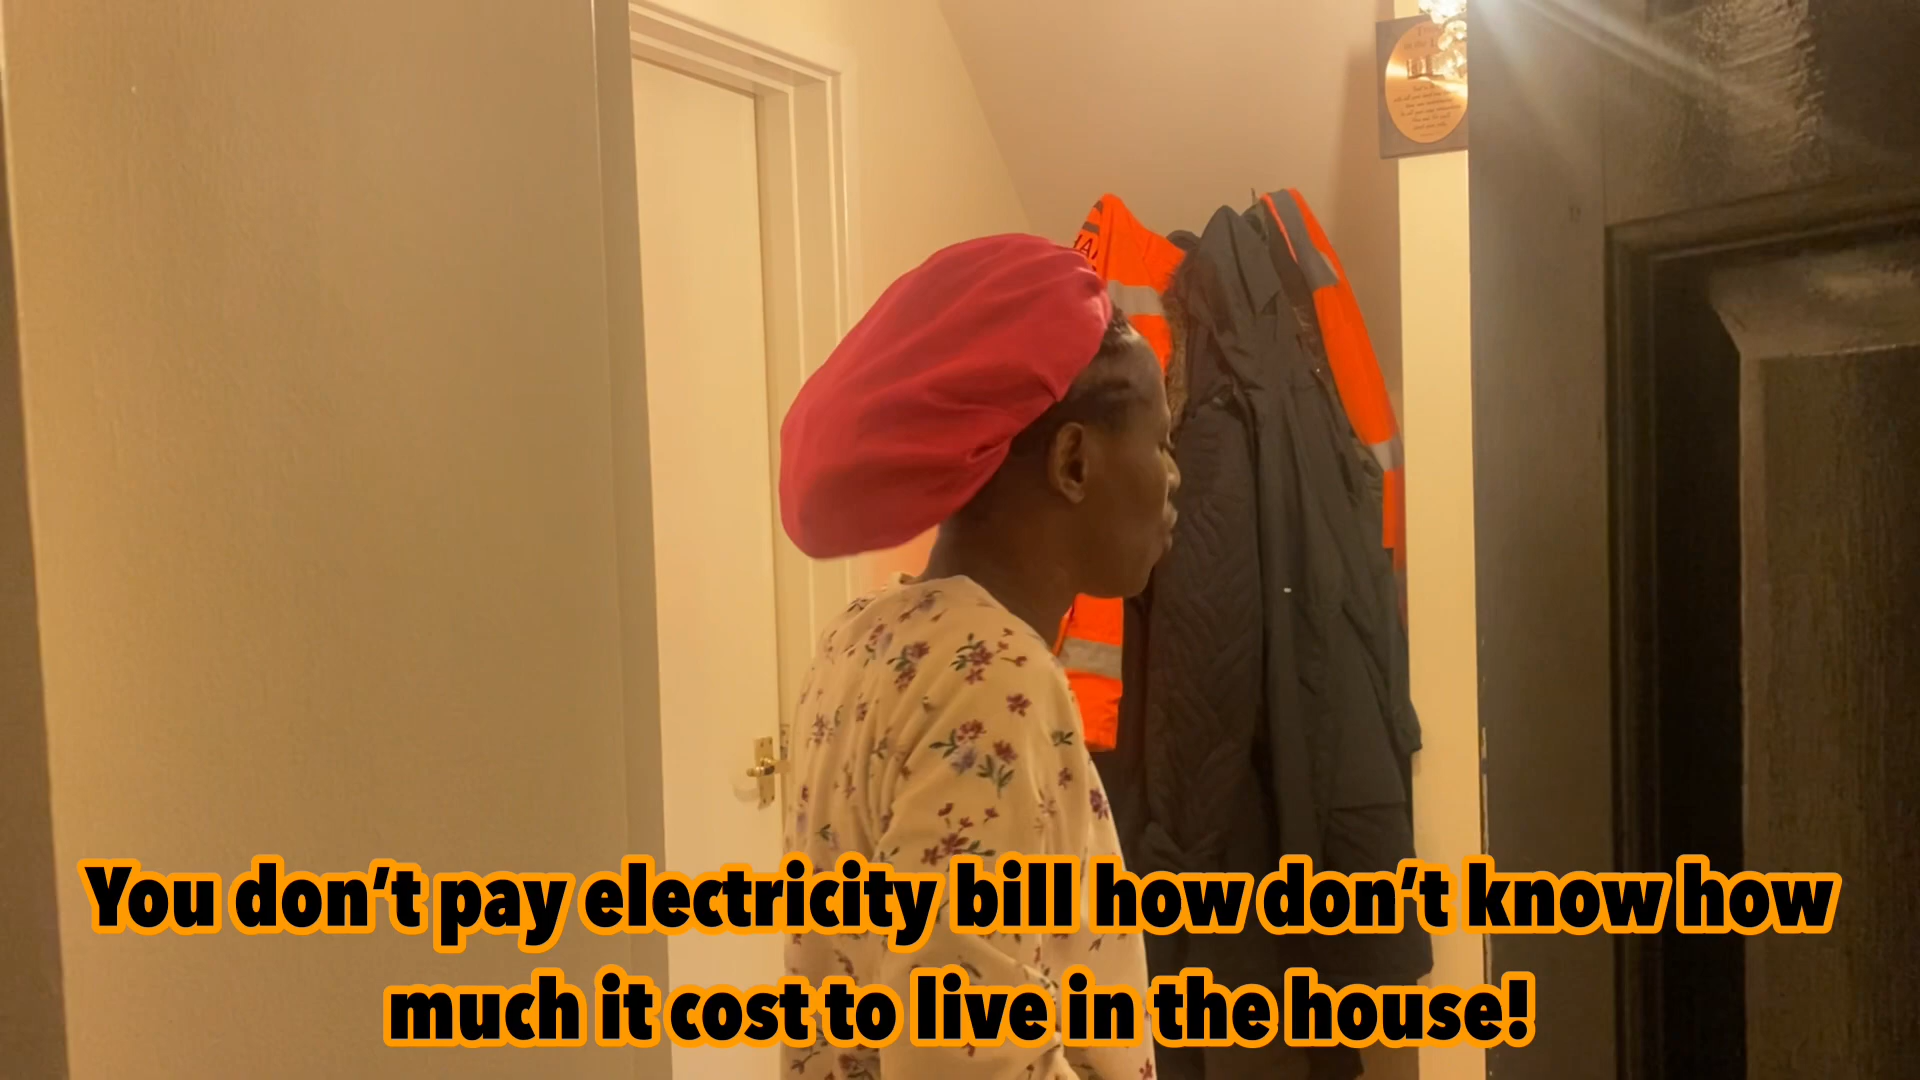 You don't pay electricity bill how don't know how
much it cost to live in the house!